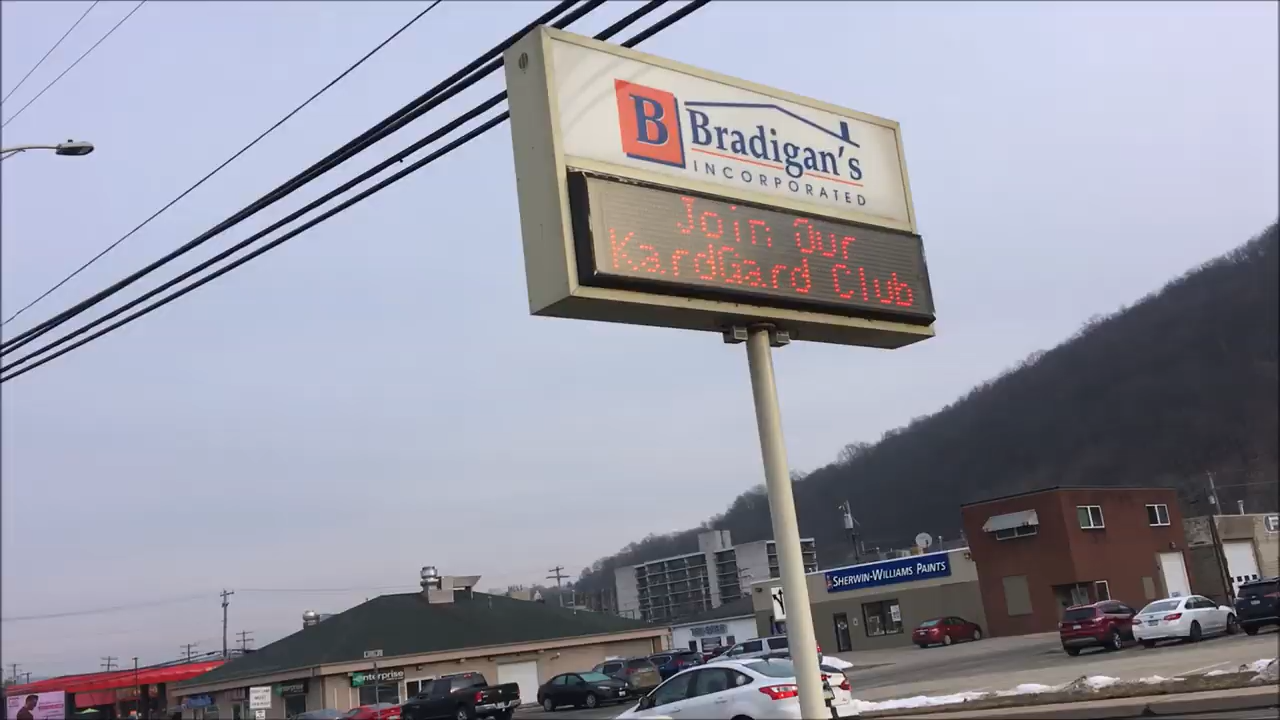 B
Bradigan's
INCORPORATED
Join Our
KardGard Club
SHERWIN-WILLIAMS PAINTS
enterprise